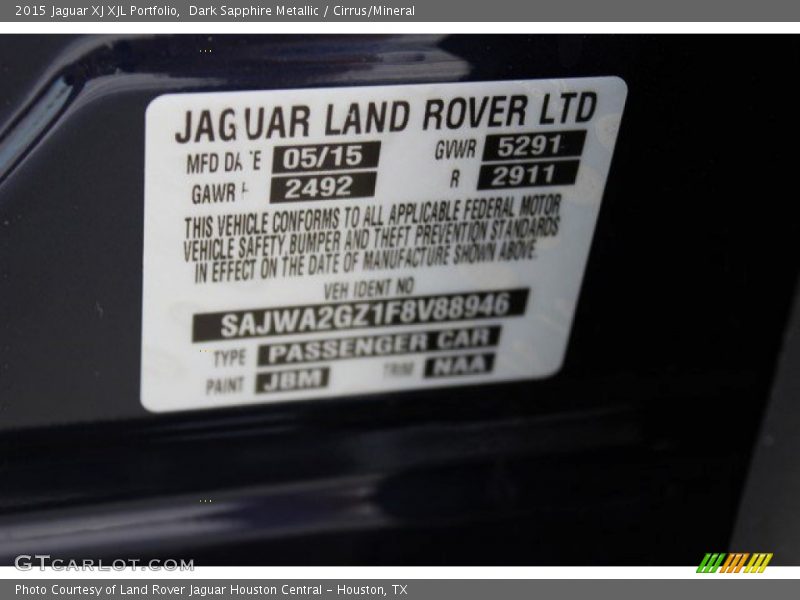 2015 Jaguar XJ XJL Portfolio, Dark Sapphire Metallic / Cirrus/Mineral
JAGUAR LAND ROVER LTD
MFD DATE 05/15 GVWR 5291
GAWR F 2492 R 2911
THIS VEHICLE CONFORMS TO ALL APPLICABLE FEDERAL MOTOR
VEHICLE SAFETY, BUMPER AND THEFT PREVENTION STANDARDS
IN EFFECT ON THE DATE OF MANUFACTURE SHOWN ABOVE.
VEH IDENT NO
SAJWA2GZ1F8V88946
TYPE PASSENGER CAR
PAINT JBM TRIM NAA
GTCARLOT.COM
Photo Courtesy of Land Rover Jaguar Houston Central - Houston, TX